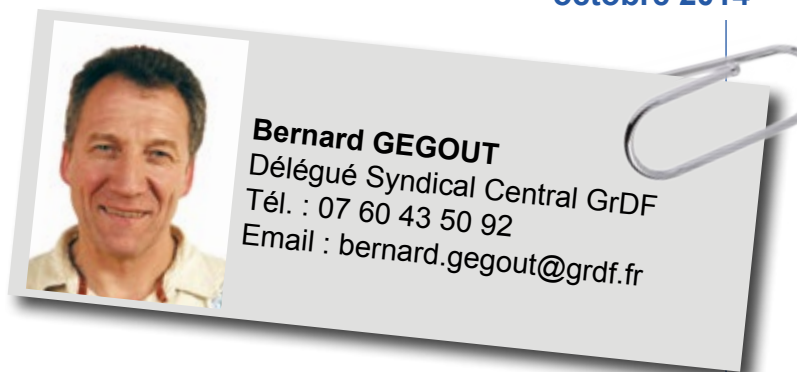 octobre 2014
Bernard GEGOUT
Délégué Syndical Central GrDF
Tél. : 07 60 43 50 92
Email : bernard.gegout@grdf.fr